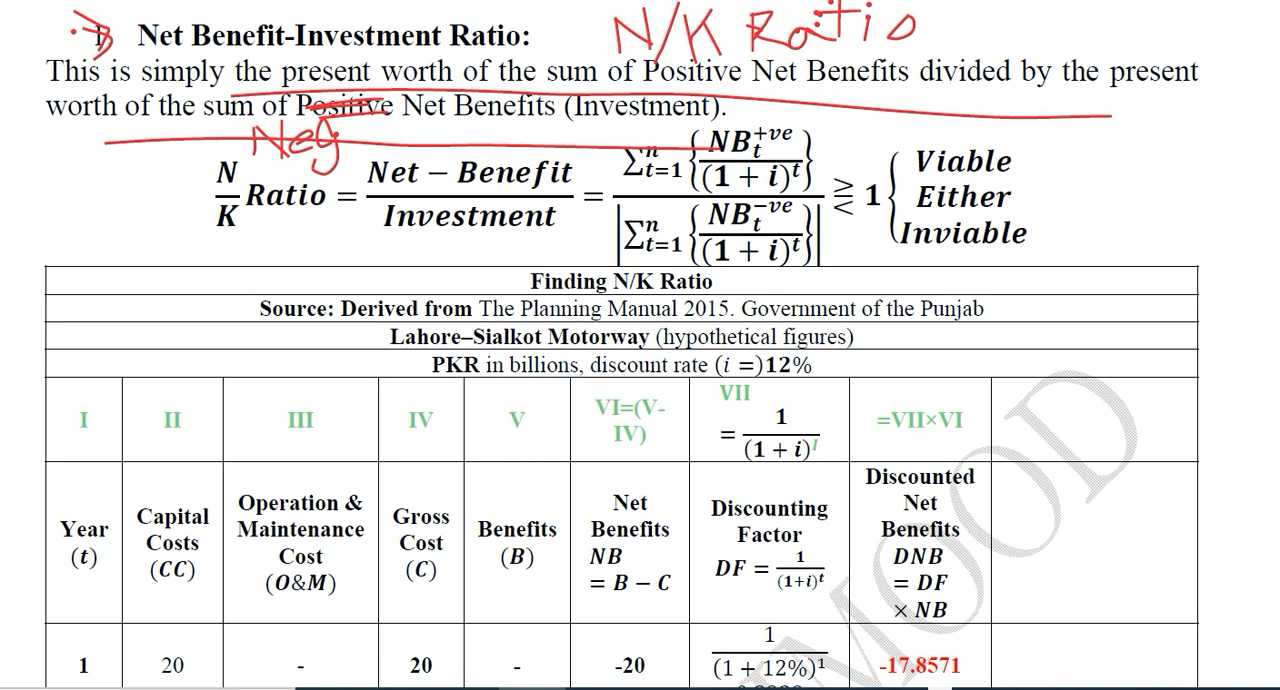 1 Net Benefit-Investment Ratio: N/K Ratio
This is simply the present worth of the sum of Positive Net Benefits divided by the present
worth of the sum of Positive Net Benefits (Investment).
Neg
N/K Ratio = Net − Benefit / Investment = ∑ⁿₜ₌₁ {NBₜ⁺ᵛᵉ / (1 + i)ᵗ} / |∑ⁿₜ₌₁ {NBₜ⁻ᵛᵉ / (1 + i)ᵗ}| ⪌ 1 { Viable
Either
Inviable
Finding N/K Ratio
Source: Derived from The Planning Manual 2015. Government of the Punjab
Lahore–Sialkot Motorway (hypothetical figures)
PKR in billions, discount rate (i =)12%
I II III IV V VI=(V-IV) VII = 1 / (1 + i)ᴵ =VII×VI
Year (t) Capital Costs (CC) Operation & Maintenance Cost (O&M) Gross Cost (C) Benefits (B) Net Benefits NB = B − C Discounting Factor DF = 1 / (1+i)ᵗ Discounted Net Benefits DNB = DF × NB
1 20 - 20 - -20 1 / (1 + 12%)¹ -17.8571